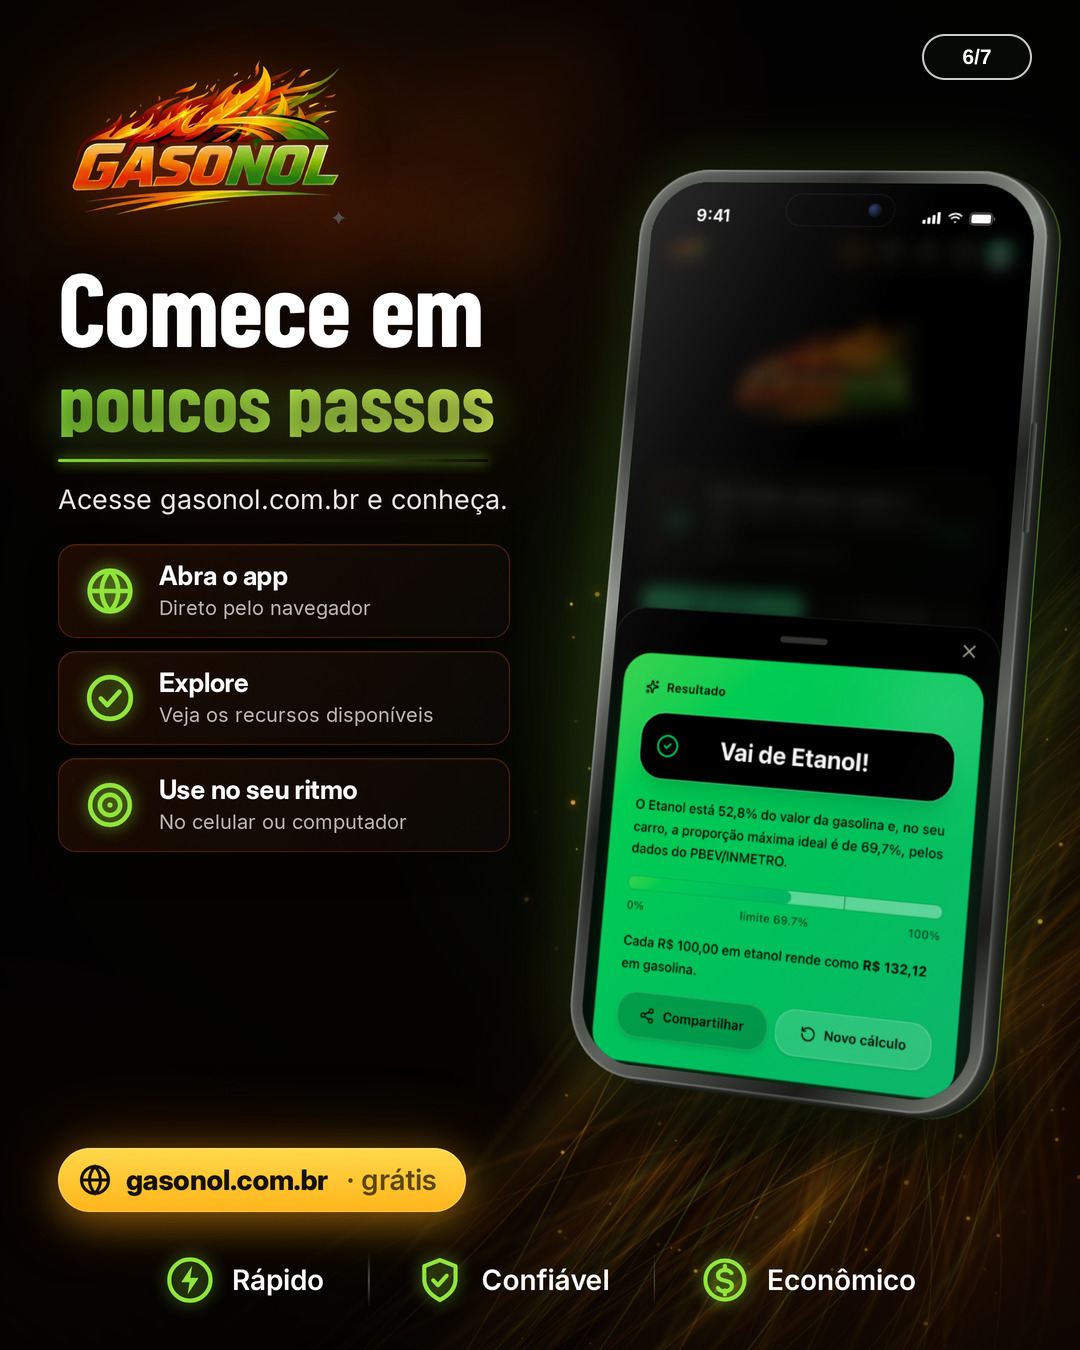 6/7
GASONOL
Comece em
poucos passos
Acesse gasonol.com.br e conheça.
Abra o app
Direto pelo navegador
Explore
Veja os recursos disponíveis
Use no seu ritmo
No celular ou computador
9:41
Resultado
Vai de Etanol!
O Etanol está 52,8% do valor da gasolina e, no seu
carro, a proporção máxima ideal é de 69,7%, pelos
dados do PBEV/INMETRO.
0%
limite 69.7%
100%
Cada R$ 100,00 em etanol rende como R$ 132,12
em gasolina.
Compartilhar
Novo cálculo
gasonol.com.br · grátis
Rápido
Confiável
Econômico